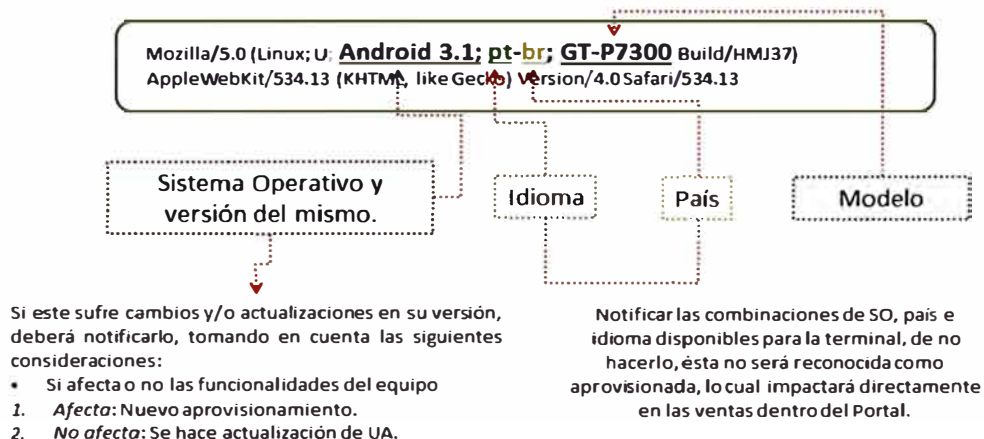 Mozilla/5.0 (Linux; U; Android 3.1; pt-br; GT-P7300 Build/HMJ37)
AppleWebKit/534.13 (KHTML, like Gecko) Version/4.0 Safari/534.13
Sistema Operativo y
versión del mismo.
Idioma
País
Modelo
Si este sufre cambios y/o actualizaciones en su versión,
deberá notificarlo, tomando en cuenta las siguientes
consideraciones:
• Si afecta o no las funcionalidades del equipo
1. Afecta: Nuevo aprovisionamiento.
2. No afecta: Se hace actualización de UA.
Notificar las combinaciones de SO, país e
idioma disponibles para la terminal, de no
hacerlo, ésta no será reconocida como
aprovisionada, lo cual impactará directamente
en las ventas dentro del Portal.